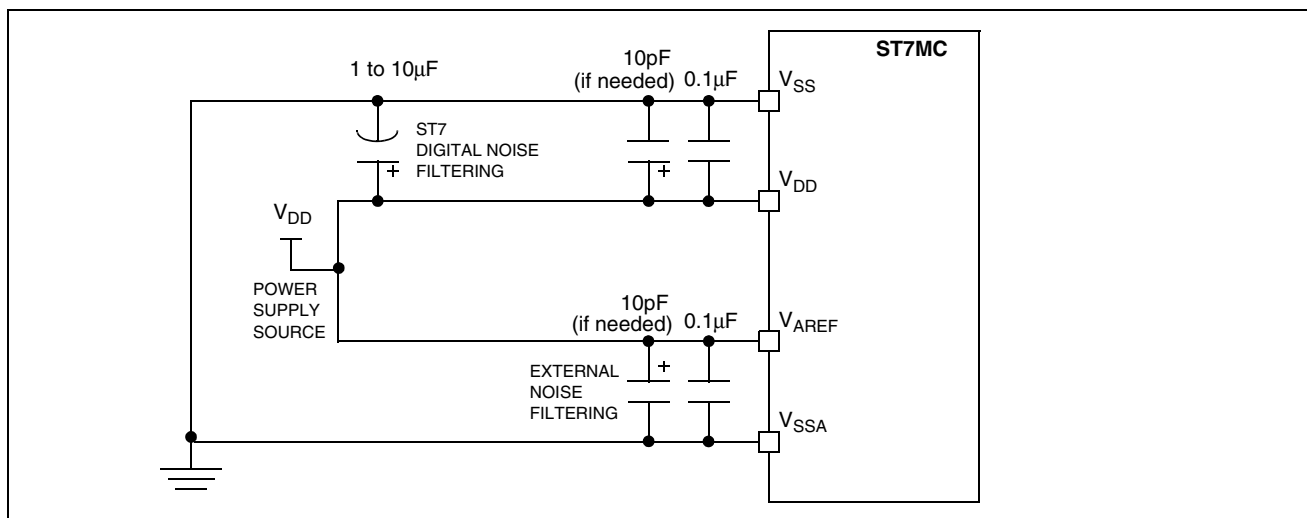 ST7MC
1 to 10μF
10pF
(if needed)
0.1μF
VSS
ST7
DIGITAL NOISE
FILTERING
+
+
VDD
VDD
POWER
SUPPLY
SOURCE
10pF
(if needed)
0.1μF
VAREF
+
EXTERNAL
NOISE
FILTERING
VSSA